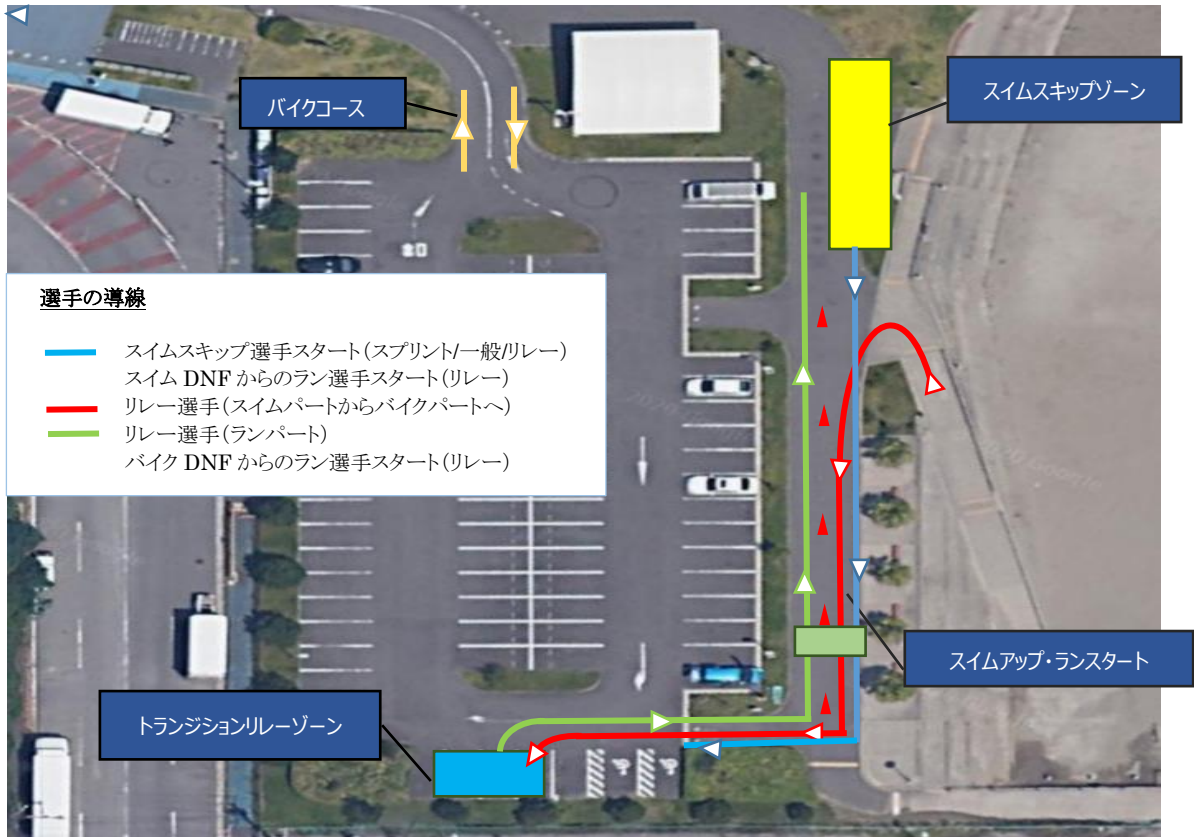 バイクコース
スイムスキップゾーン
選手の導線
スイムスキップ選手スタート(スプリント/一般/リレー)
スイム DNF からのラン選手スタート(リレー)
リレー選手(スイムパートからバイクパートへ)
リレー選手(ランパート)
バイク DNF からのラン選手スタート(リレー)
スイムアップ・ランスタート
トランジションリレーゾーン